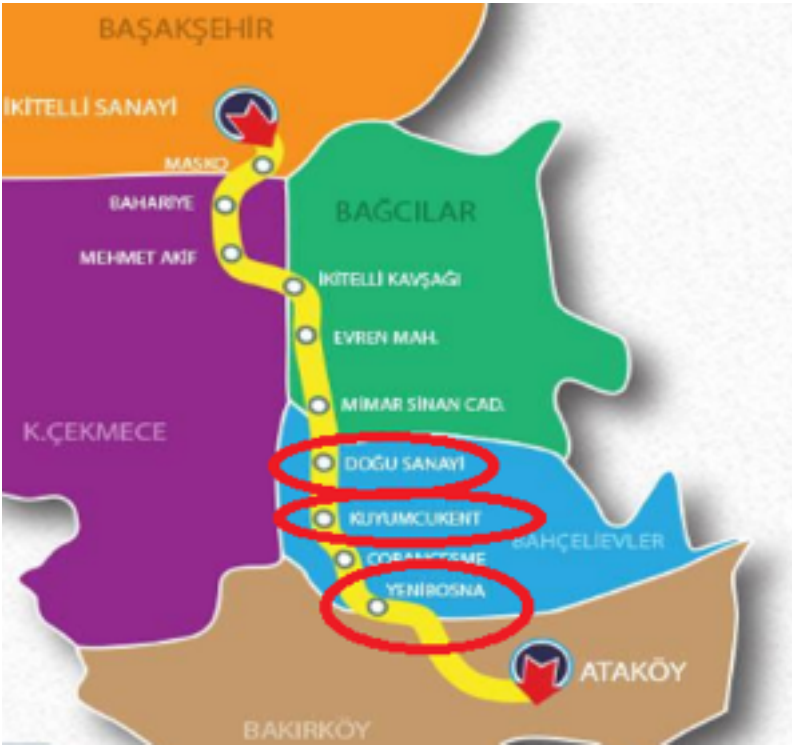 BAŞAKŞEHİR
İKİTELLİ SANAYİ
MASKO
BAHARİYE
BAĞCILAR
MEHMET AKİF
İKİTELLİ KAVŞAĞI
EVREN MAH.
MİMAR SİNAN CAD.
K.ÇEKMECE
DOĞU SANAYİ
KUYUMCUKENT
BAHÇELİEVLER
ÇOBANÇEŞME
YENİBOSNA
ATAKÖY
BAKIRKÖY